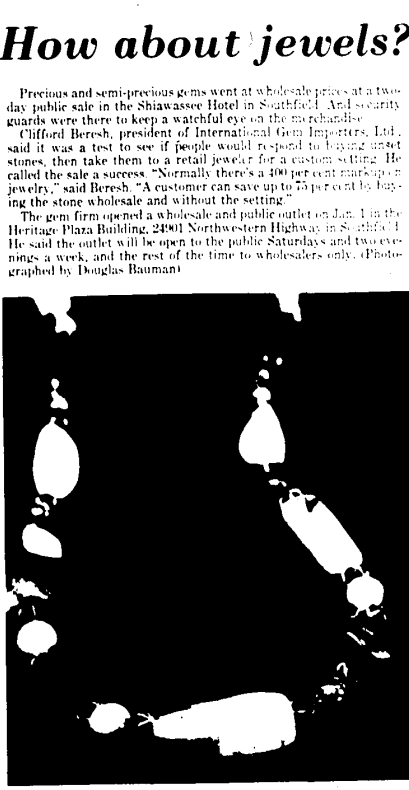 How about jewels?
Precious and semi-precious gems went at wholesale prices at a two-
day public sale in the Shiawassee Hotel in Southfield. And security
guards were there to keep a watchful eye on the merchandise
Clifford Beresh, president of International Gem Importers, Ltd.,
said it was a test to see if people would respond to buying unset
stones, then take them to a retail jeweler for a custom setting. He
called the sale a success. "Normally there's a 400 per cent markup on
jewelry," said Beresh. "A customer can save up to 75 per cent by buy-
ing the stone wholesale and without the setting."
The gem firm opened a wholesale and public outlet on Jan. 1 in the
Heritage Plaza Building, 24901 Northwestern Highway in Southfield.
He said the outlet will be open to the public Saturdays and two eve-
nings a week, and the rest of the time to wholesalers only. (Photo-
graphed by Douglas Bauman)